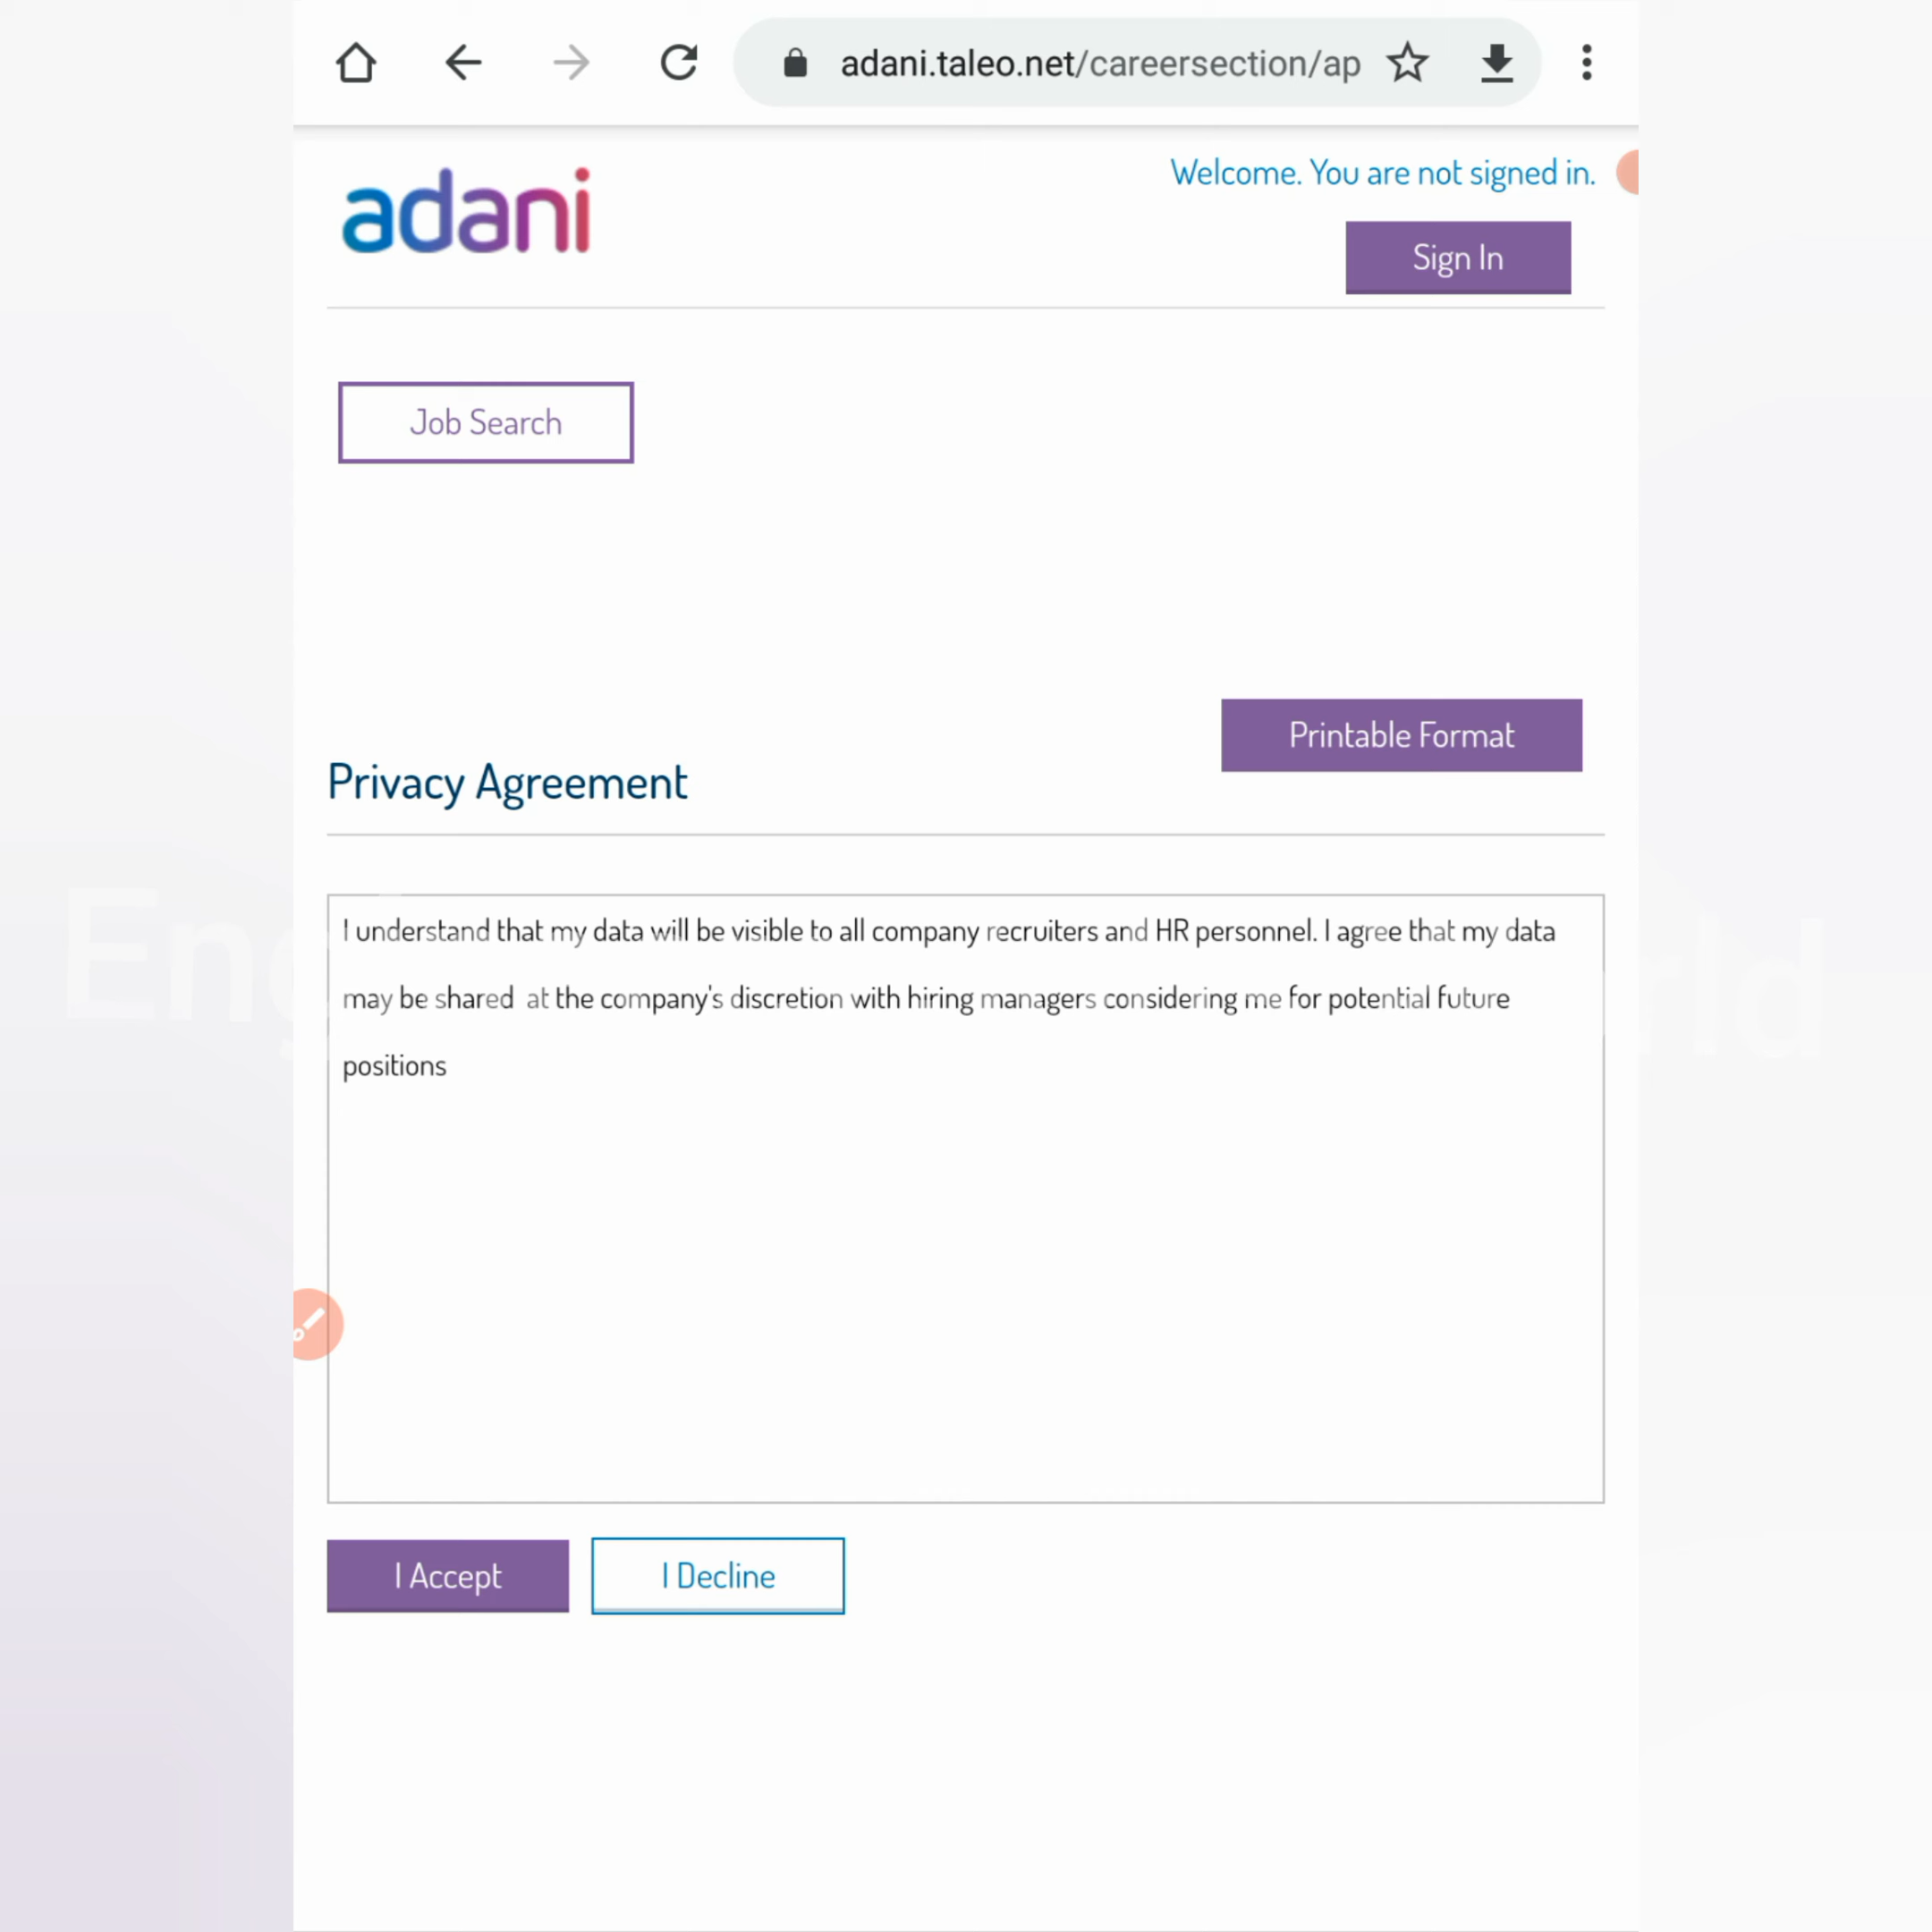 adani.taleo.net/careersection/ap
adani
Welcome. You are not signed in.
Sign In
Job Search
Printable Format
Privacy Agreement
I understand that my data will be visible to all company recruiters and HR personnel. I agree that my data
may be shared at the company's discretion with hiring managers considering me for potential future
positions
I Accept
I Decline